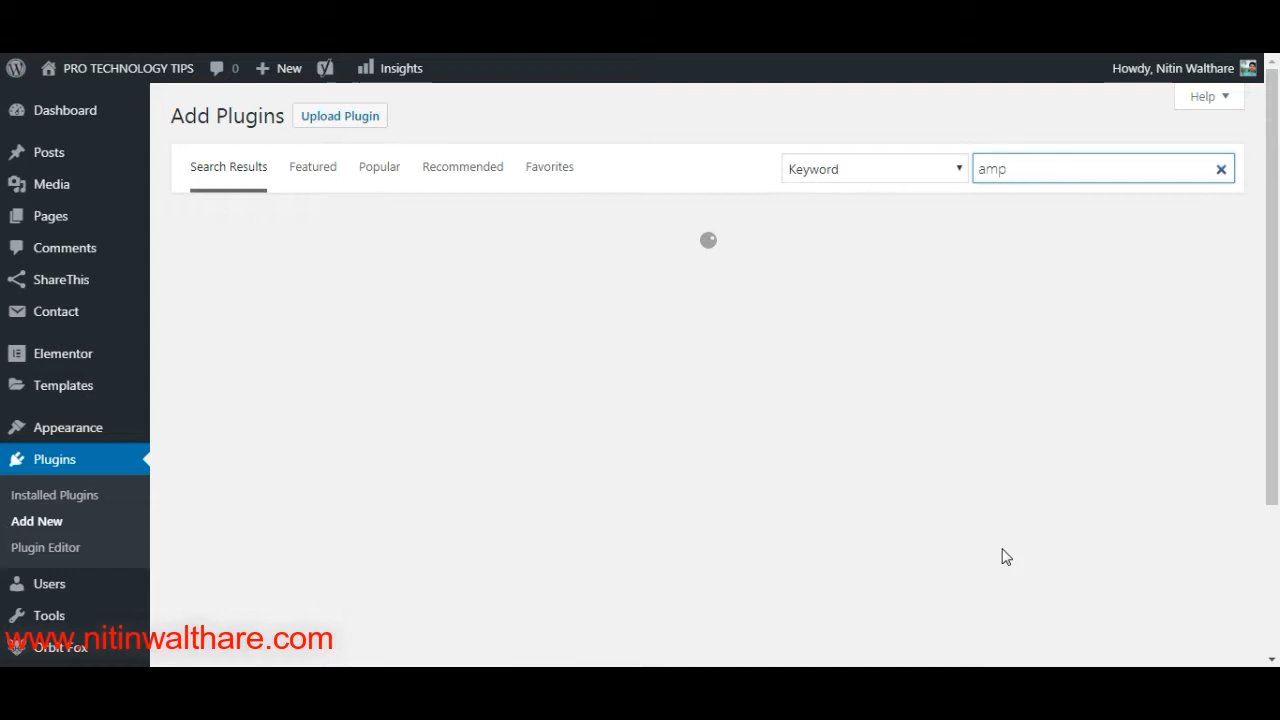 PRO TECHNOLOGY TIPS 0 New Insights Howdy, Nitin Walthare
Help
Add Plugins Upload Plugin
Search Results Featured Popular Recommended Favorites Keyword amp
Dashboard
Posts
Media
Pages
Comments
ShareThis
Contact
Elementor
Templates
Appearance
Plugins
Installed Plugins
Add New
Plugin Editor
Users
Tools
www.nitinwalthare.com
Orbit Fox